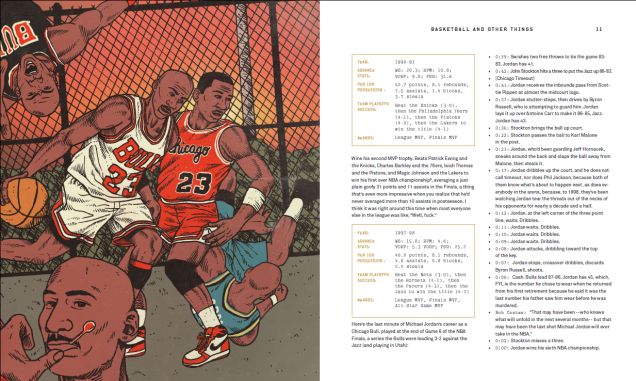 BULL
BULLS
23
Chicago
23
BASKETBALL AND OTHER THINGS
11
YEAR:
1990-91
ADVANCED STATS:
WS: 20.3; BPM: 10.8;
VORP: 9.8; PER: 31.6
PER 100
POSSESSIONS:
42.7 points, 8.1 rebounds,
7.5 assists, 1.4 blocks,
3.7 steals
TEAM PLAYOFF
SUCCESS:
Beat the Knicks (3-0),
then the Philadelphia 76ers
(4-1), then the Pistons
(4-0), then the Lakers to
win the title (4-1)
AWARDS:
League MVP, Finals MVP
Wins his second MVP trophy. Beats Patrick Ewing and
the Knicks, Charles Barkley and the 76ers, Isiah Thomas
and the Pistons, and Magic Johnson and the Lakers to
win his first ever NBA championship, averaging a just
plain goofy 31 points and 11 assists in the Finals, a thing
that's even more impressive when you realize that he'd
never averaged more than 10 assists in postseason. I
think it was right around this time when most everyone
else in the league was like, "Well, fuck."
YEAR:
1997-98
WS: 15.8; BPM: 4.6;
PER: 25.2
PER 100
POSSESSIONS:
40.0 points, 8.1 rebounds,
TEAM PLAYOFF
SUCCESS:
Beat the Nets (3-0), then
the Hornets (4-1), then
the Pacers (4-3), then the
Jazz to win the title (4-2)
AWARDS:
League MVP, Finals MVP,
All-Star Game MVP
Here's the last minute of Michael Jordan's career as a
Chicago Bull, played at the end of Game 6 of the NBA
Finals, a series the Bulls were leading 3-2 against the
Jazz (and playing in Utah):
• 0:59: Swishes two free throws to tie the game 83-
83. Jordan has 41.
• 0:42: John Stockton hits a three to put the Jazz up 86-83.
• [Chicago Timeout]
• 0:41: Jordan receives the inbounds pass from Scot-
tie Pippen at almost the midcourt logo.
• 0:37: Jordan stutter-steps, then drives by Byron
Russell, who is attempting to guard him. Jordan
lays it up over Antoine Carr to make it 86-85, Jazz.
Jordan has 43.
• 0:26: Stockton brings the ball up court.
• 0:23: Stockton passes the ball to Karl Malone
in the post.
• 0:21: Jordan, who'd been guarding Jeff Hornacek,
sneaks around the back and slaps the ball away from
Malone, then steals it.
• 0:17: Jordan dribbles up the court, and he does not
call timeout, nor does Phil Jackson, because both of
them know what's about to happen next, as does ev-
erybody in the arena, because, to 1998, they've been
watching Jordan tear the throats out of the necks of
his opponents for nearly a decade and a half.
• 0:12: Jordan, at the left corner of the three point
line, waits. Dribbles.
• 0:11: Jordan waits. Dribbles.
• 0:10: Jordan waits. Dribbles.
• 0:09: Jordan waits. Dribbles.
• 0:08: Jordan attacks, dribbling toward the top
of the key.
• 0:07: Jordan stops, crossover dribbles, discards
Byron Russell, shoots.
• 0:06: Cash. Bulls lead 87-86. Jordan has 45, which,
FYI, is the number he chose to wear when he returned
from his first retirement because he said it was the
last number his father saw him wear before he was
murdered.
• Bob Costas: "That may have been—who knows
what will unfold in the next several months—but that
may have been the last shot Michael Jordan will ever
take in the NBA."
• 0:02: Stockton misses a three.
• 0:00: Jordan wins his sixth NBA championship.